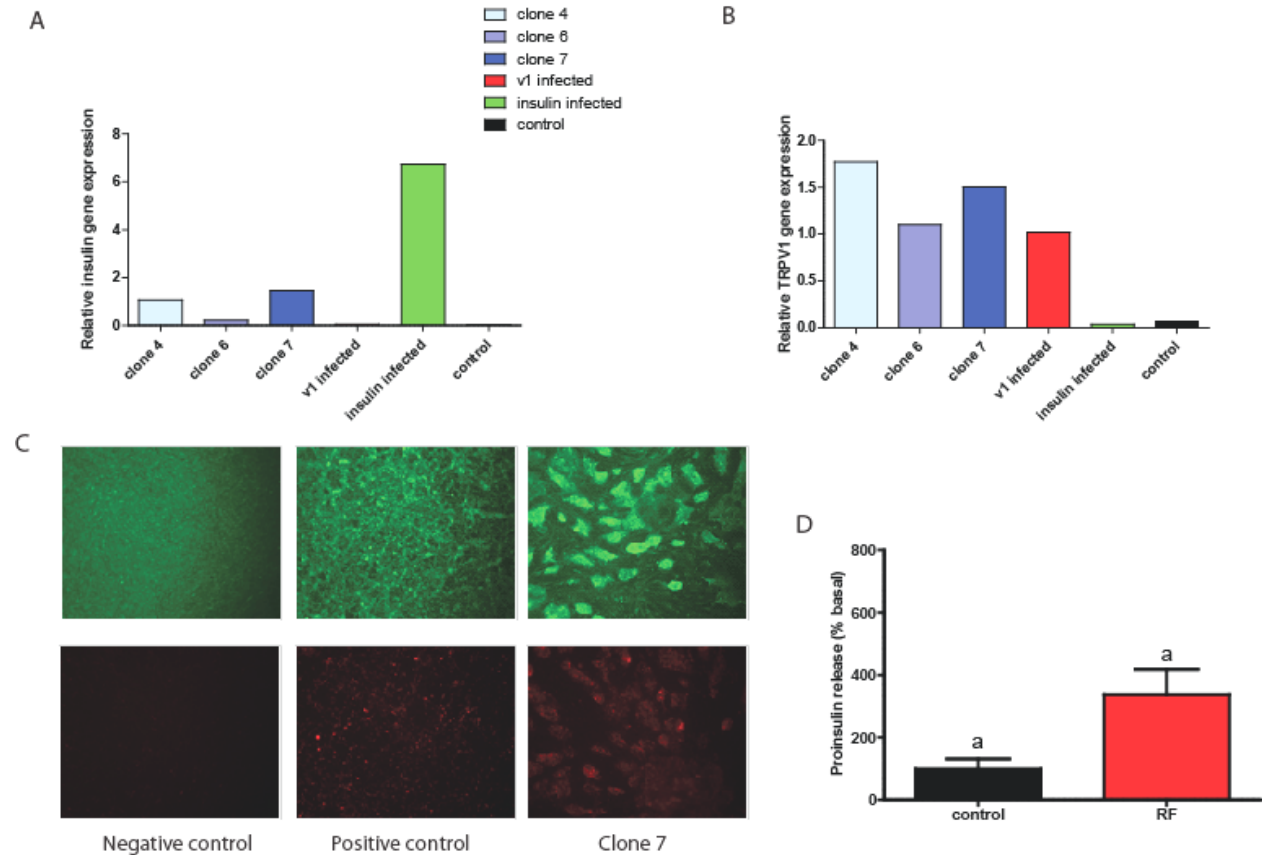 A
clone 4
clone 6
clone 7
v1 infected
insulin infected
control
Relative insulin gene expression
8
6
4
2
0
clone 4
clone 6
clone 7
v1 infected
insulin infected
control
B
Relative TRPV1 gene expression
2.0
1.5
1.0
0.5
0.0
clone 4
clone 6
clone 7
v1 infected
insulin infected
control
C
Negative control
Positive control
Clone 7
D
Proinsulin release (% basal)
800
600
400
200
0
a
a
control
RF